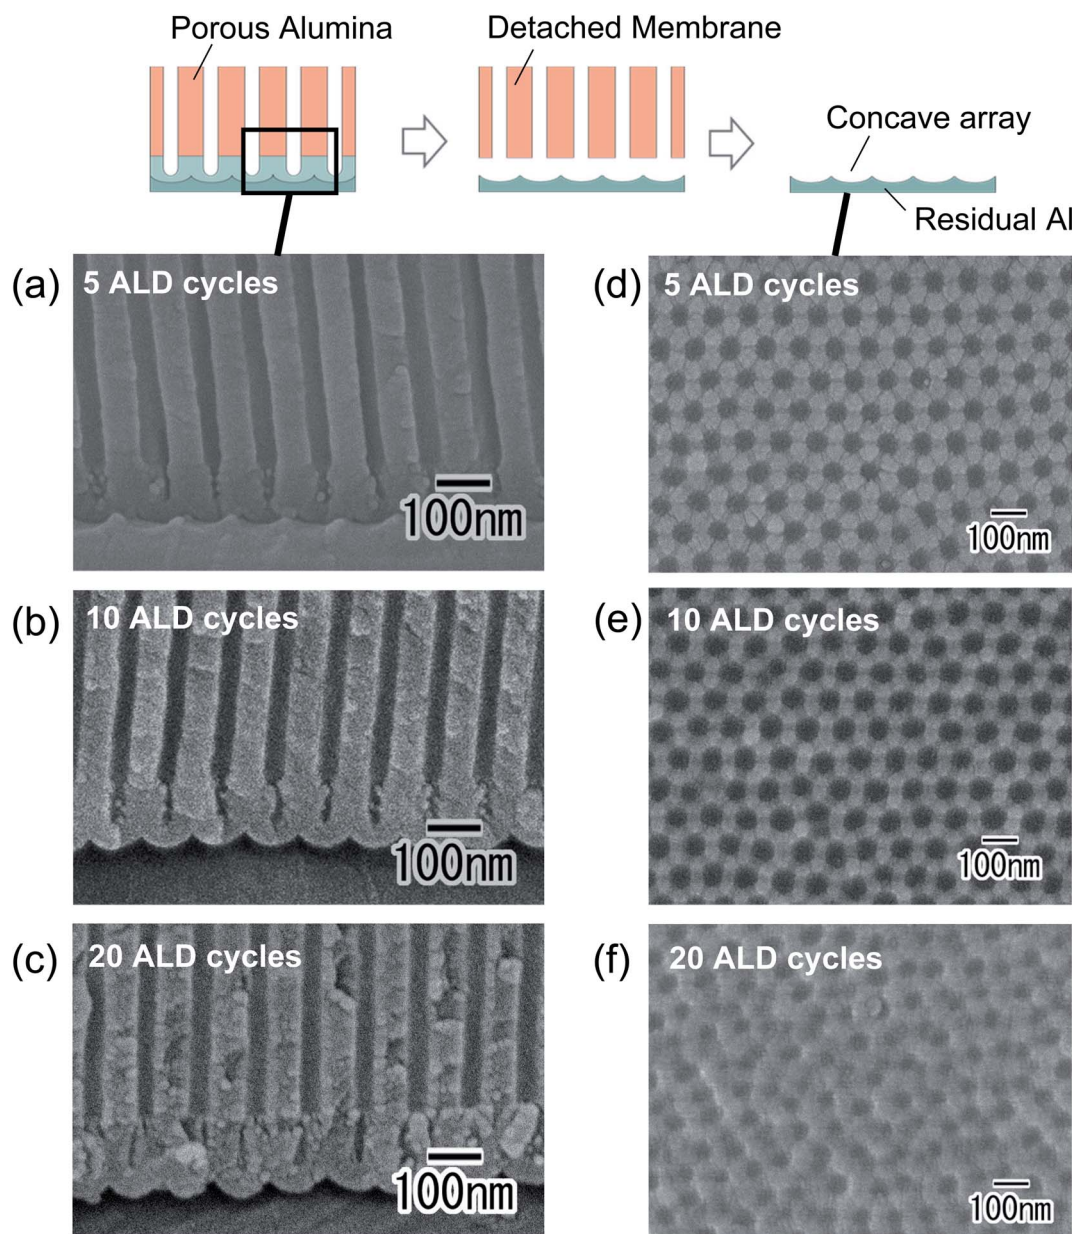 Porous Alumina
Detached Membrane
Concave array
Residual Al
(a)
5 ALD cycles
100nm
(d)
5 ALD cycles
100nm
(b)
10 ALD cycles
100nm
(e)
10 ALD cycles
100nm
(c)
20 ALD cycles
100nm
(f)
20 ALD cycles
100nm